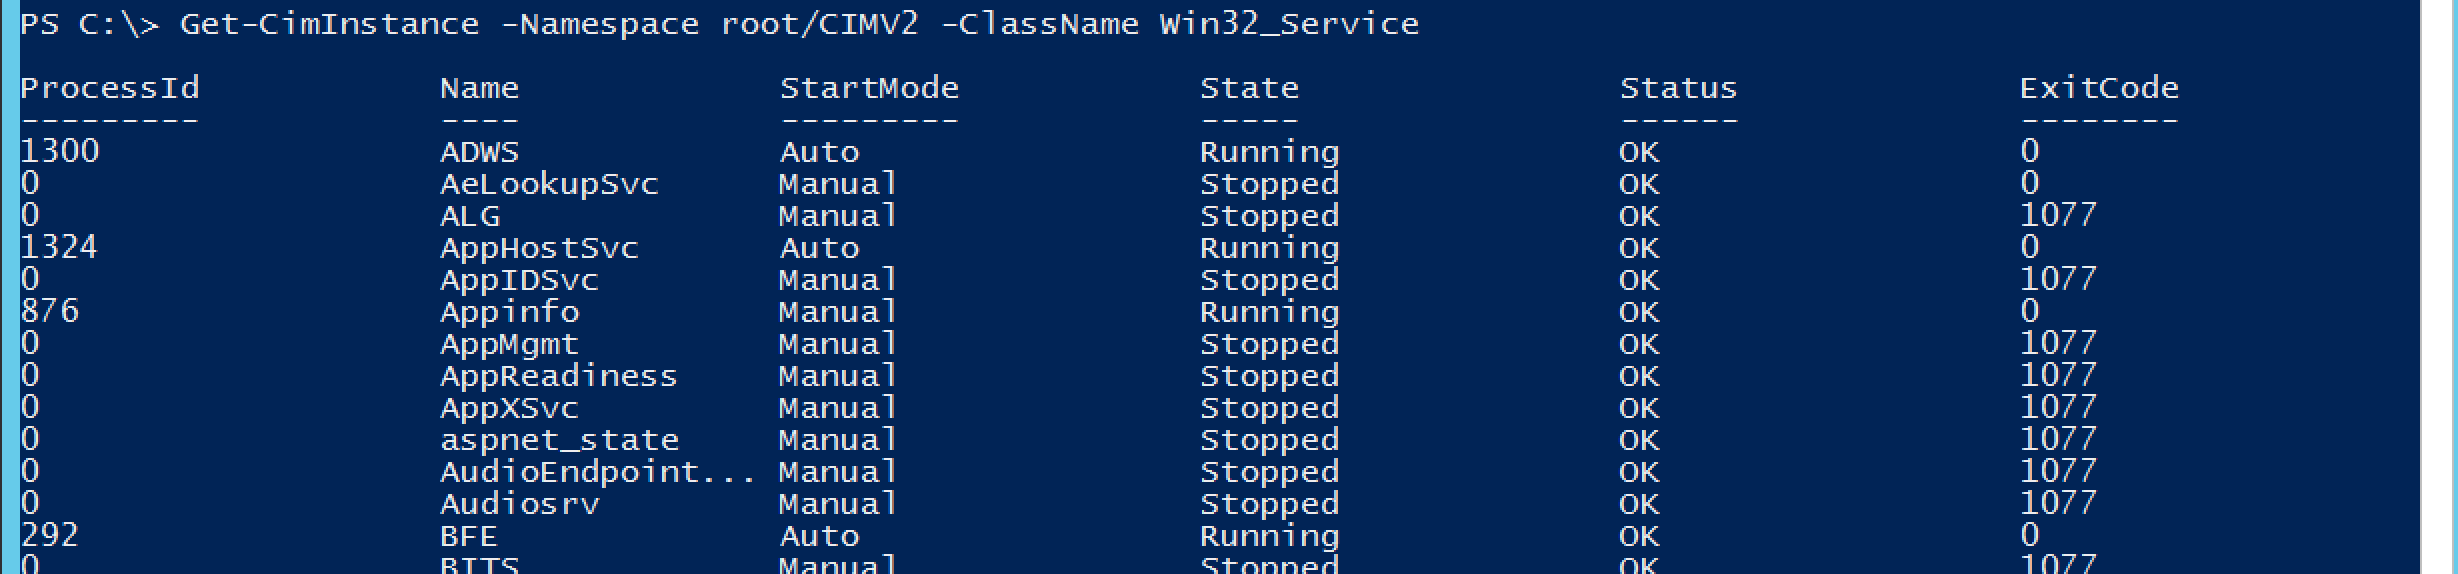 PS C:\> Get-CimInstance -Namespace root/CIMV2 -ClassName Win32_Service
ProcessId Name StartMode State Status ExitCode
--------- ---- --------- ----- ------ --------
1300 ADWS Auto Running OK 0
0 AeLookupSvc Manual Stopped OK 0
0 ALG Manual Stopped OK 1077
1324 AppHostSvc Auto Running OK 0
0 AppIDSvc Manual Stopped OK 1077
876 Appinfo Manual Running OK 0
0 AppMgmt Manual Stopped OK 1077
0 AppReadiness Manual Stopped OK 1077
0 AppXSvc Manual Stopped OK 1077
0 aspnet_state Manual Stopped OK 1077
0 AudioEndpoint... Manual Stopped OK 1077
0 Audiosrv Manual Stopped OK 1077
292 BFE Auto Running OK 0
0 BITS Manual Stopped OK 1077